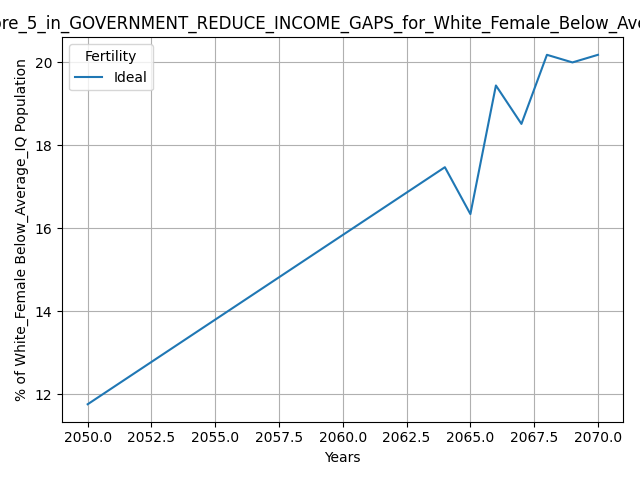 re_5_in_GOVERNMENT_REDUCE_INCOME_GAPS_for_White_Female_Below_Ave
Fertility
Ideal
% of White_Female Below_Average_IQ Population
20
18
16
14
12
2050.0 2052.5 2055.0 2057.5 2060.0 2062.5 2065.0 2067.5 2070.0
Years